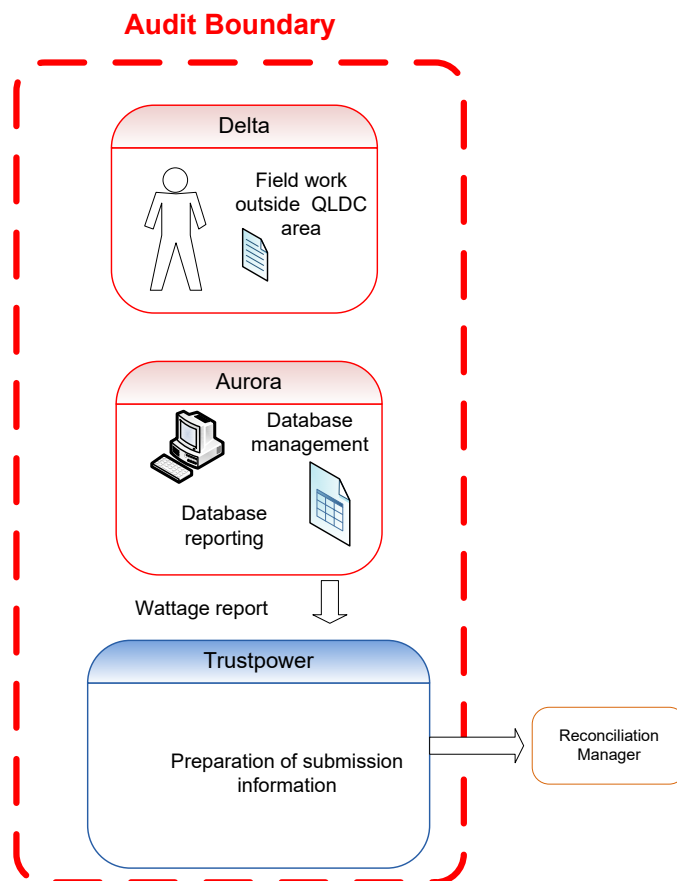 Audit Boundary
Delta
Field work
outside QLDC
area
Aurora
Database
management
Database
reporting
Wattage report
Trustpower
Preparation of submission
information
Reconciliation
Manager